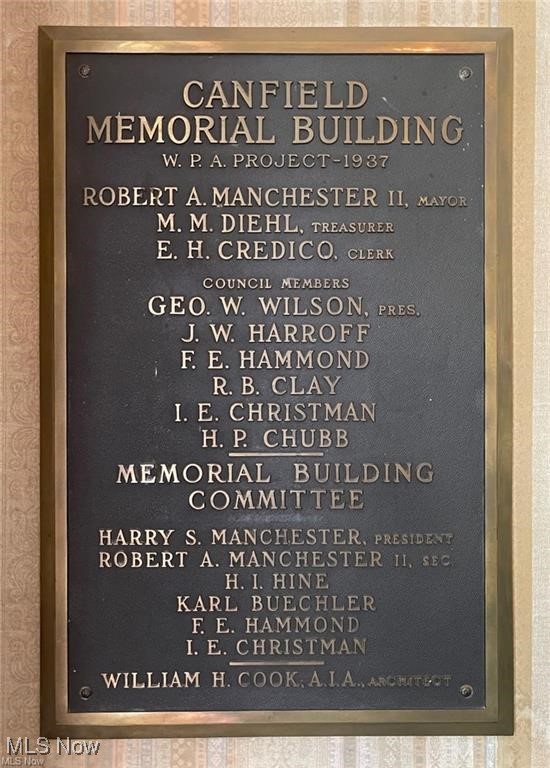 CANFIELD
MEMORIAL BUILDING
W. P. A. PROJECT-1937
ROBERT A. MANCHESTER II, MAYOR
M. M. DIEHL, TREASURER
E. H. CREDICO, CLERK
COUNCIL MEMBERS
GEO. W. WILSON, PRES.
J. W. HARROFF
F. E. HAMMOND
R. B. CLAY
I. E. CHRISTMAN
H. P. CHUBB
MEMORIAL BUILDING
COMMITTEE
HARRY S. MANCHESTER, PRESIDENT
ROBERT A. MANCHESTER II, SEC.
H. I. HINE
KARL BUECHLER
F. E. HAMMOND
I. E. CHRISTMAN
WILLIAM H. COOK, A.I.A., ARCHITECT
MLS Now
MLS Now